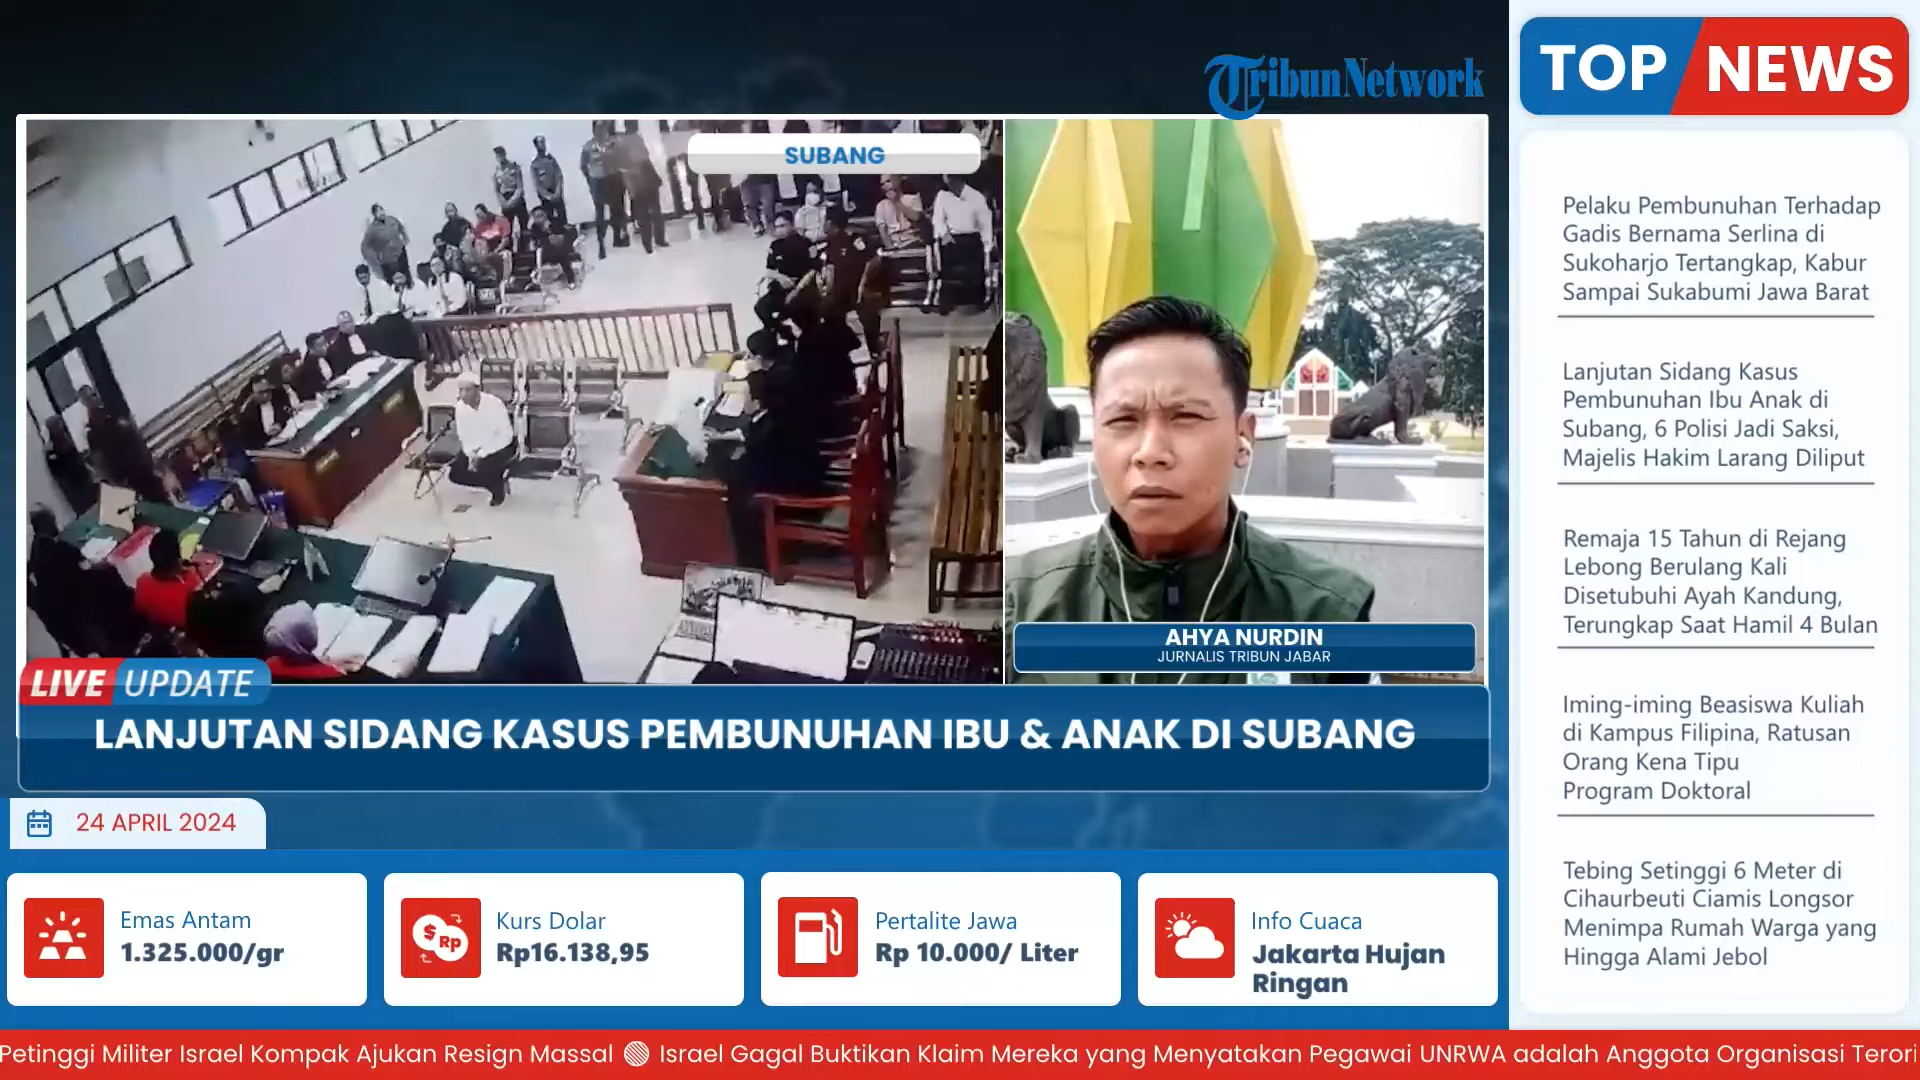 TribunNetwork
SUBANG
AHYA NURDIN
JURNALIS TRIBUN JABAR
LIVE UPDATE
LANJUTAN SIDANG KASUS PEMBUNUHAN IBU & ANAK DI SUBANG
24 APRIL 2024
Emas Antam
1.325.000/gr
Kurs Dolar
Rp16.138,95
Pertalite Jawa
Rp 10.000/ Liter
Info Cuaca
Jakarta Hujan
Ringan
TOP NEWS
Pelaku Pembunuhan Terhadap
Gadis Bernama Serlina di
Sukoharjo Tertangkap, Kabur
Sampai Sukabumi Jawa Barat
Lanjutan Sidang Kasus
Pembunuhan Ibu Anak di
Subang, 6 Polisi Jadi Saksi,
Majelis Hakim Larang Diliput
Remaja 15 Tahun di Rejang
Lebong Berulang Kali
Disetubuhi Ayah Kandung,
Terungkap Saat Hamil 4 Bulan
Iming-iming Beasiswa Kuliah
di Kampus Filipina, Ratusan
Orang Kena Tipu
Program Doktoral
Tebing Setinggi 6 Meter di
Cihaurbeuti Ciamis Longsor
Menimpa Rumah Warga yang
Hingga Alami Jebol
Petinggi Militer Israel Kompak Ajukan Resign Massal Israel Gagal Buktikan Klaim Mereka yang Menyatakan Pegawai UNRWA adalah Anggota Organisasi Terori